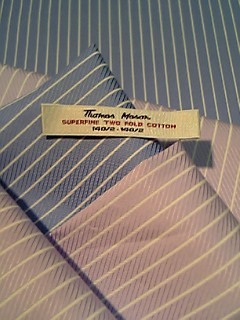 Thomas Mason
SUPERFINE TWO FOLD COTTON
140/2 - 140/2